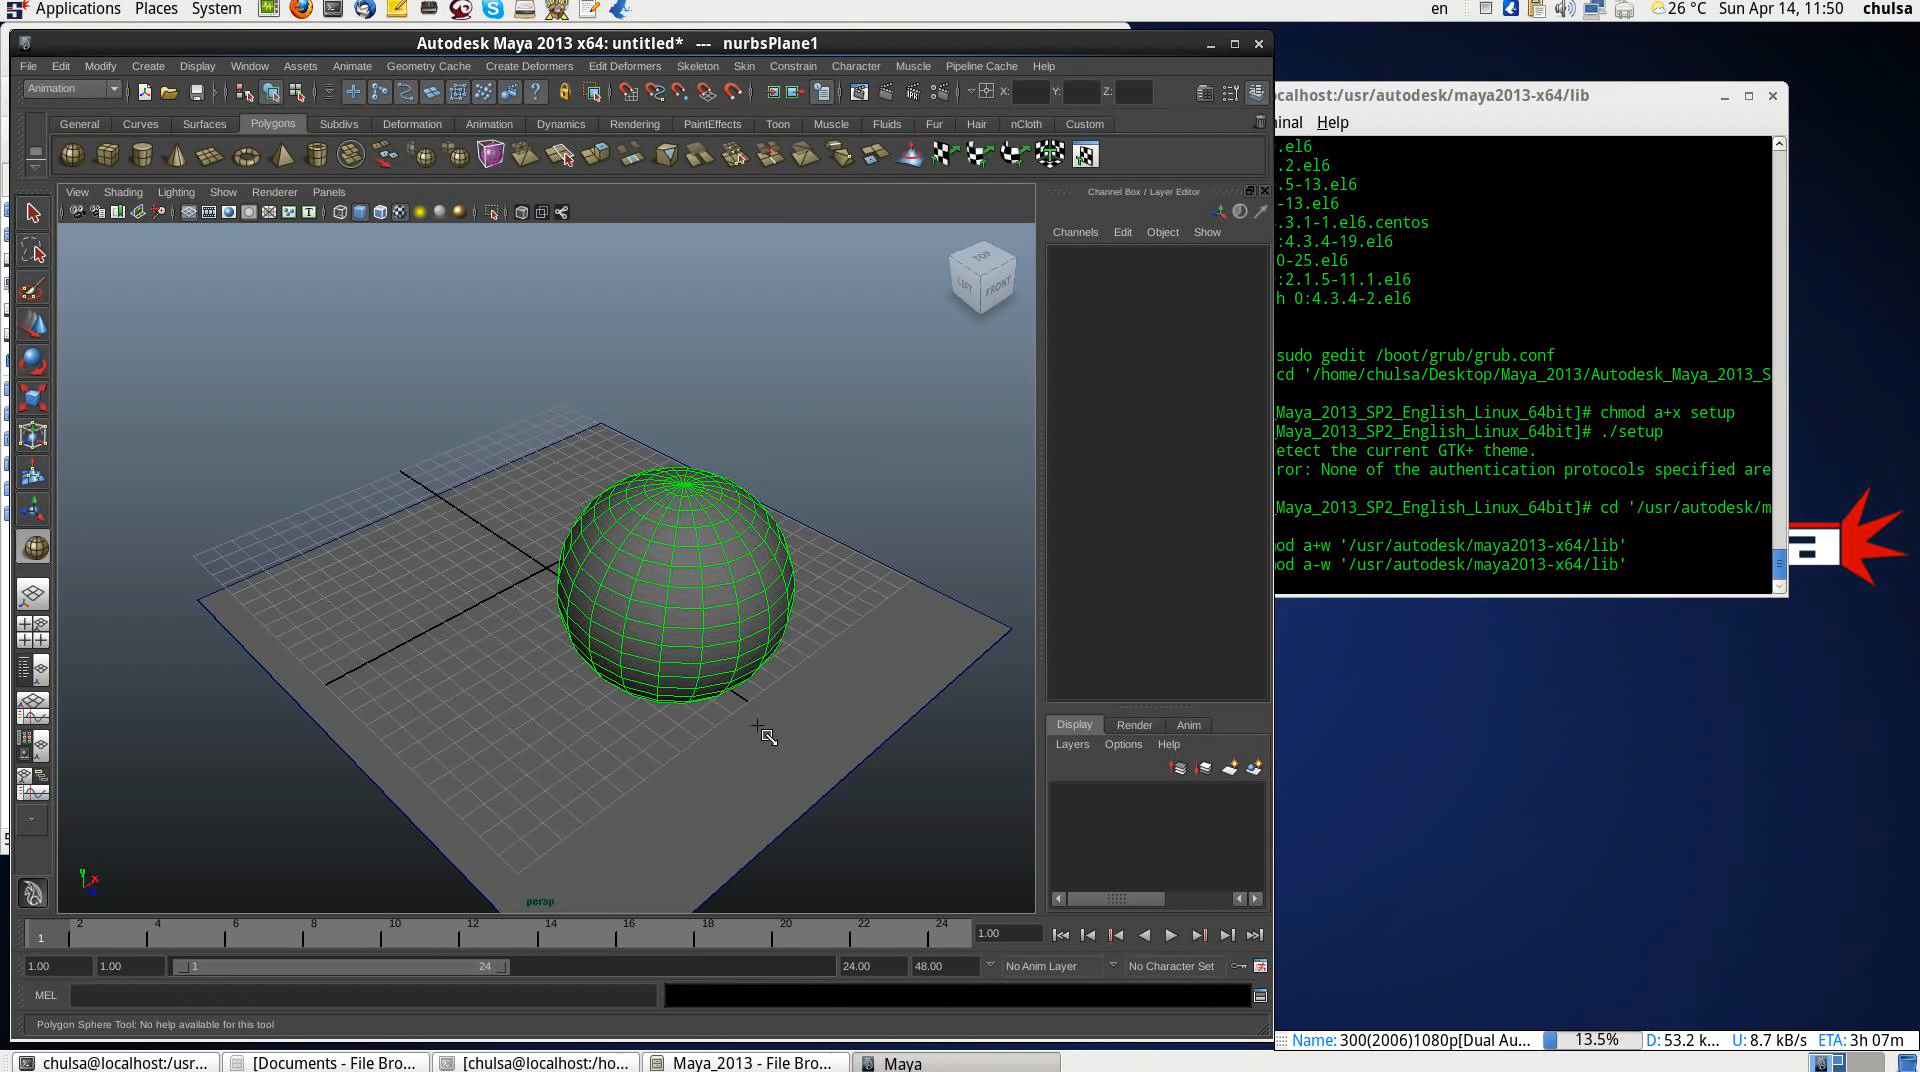 Applications Places System
en 26 °C Sun Apr 14, 11:50 chulsa
Autodesk Maya 2013 x64: untitled* --- nurbsPlane1
File Edit Modify Create Display Window Assets Animate Geometry Cache Create Deformers Edit Deformers Skeleton Skin Constrain Character Muscle Pipeline Cache Help
Animation X: Y: Z:
General Curves Surfaces Polygons Subdivs Deformation Animation Dynamics Rendering PaintEffects Toon Muscle Fluids Fur Hair nCloth Custom
View Shading Lighting Show Renderer Panels
Channel Box / Layer Editor
Channels Edit Object Show
TOP
LEFT FRONT
persp
Display Render Anim
Layers Options Help
2 4 6 8 10 12 14 16 18 20 22 24
1 1.00
1.00 1.00 1 24 24.00 48.00 No Anim Layer No Character Set
MEL
Polygon Sphere Tool: No help available for this tool
calhost:/usr/autodesk/maya2013-x64/lib
inal Help
.el6
.2.el6
.5-13.el6
-13.el6
.3.1-1.el6.centos
:4.3.4-19.el6
0-25.el6
:2.1.5-11.1.el6
h 0:4.3.4-2.el6
sudo gedit /boot/grub/grub.conf
cd '/home/chulsa/Desktop/Maya_2013/Autodesk_Maya_2013_S
Maya_2013_SP2_English_Linux_64bit]# chmod a+x setup
Maya_2013_SP2_English_Linux_64bit]# ./setup
etect the current GTK+ theme.
ror: None of the authentication protocols specified are
Maya_2013_SP2_English_Linux_64bit]# cd '/usr/autodesk/m
mod a+w '/usr/autodesk/maya2013-x64/lib'
mod a-w '/usr/autodesk/maya2013-x64/lib'
a
Name: 300(2006)1080p[Dual Au... 13.5% D: 53.2 k... U: 8.7 kB/s ETA: 3h 07m
chulsa@localhost:/usr... [Documents - File Bro... [chulsa@localhost:/ho... Maya_2013 - File Bro... Maya